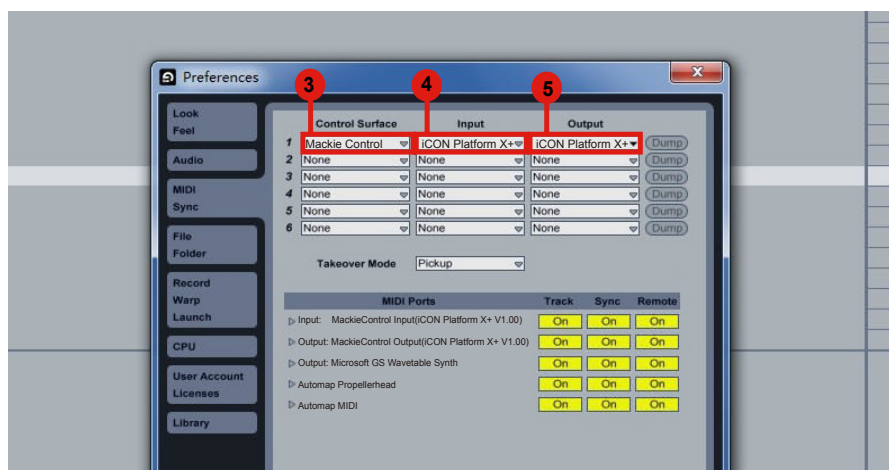 Preferences
3
4
5
Look
Feel
Audio
MIDI
Sync
File
Folder
Record
Warp
Launch
CPU
User Account
Licenses
Library
Control Surface Input Output
1 Mackie Control iCON Platform X+ iCON Platform X+ Dump
2 None None None Dump
3 None None None Dump
4 None None None Dump
5 None None None Dump
6 None None None Dump
Takeover Mode Pickup
MIDI Ports Track Sync Remote
Input: MackieControl Input(iCON Platform X+ V1.00) On On On
Output: MackieControl Output(iCON Platform X+ V1.00) On On On
Output: Microsoft GS Wavetable Synth On On On
Automap Propellerhead On On On
Automap MIDI On On On